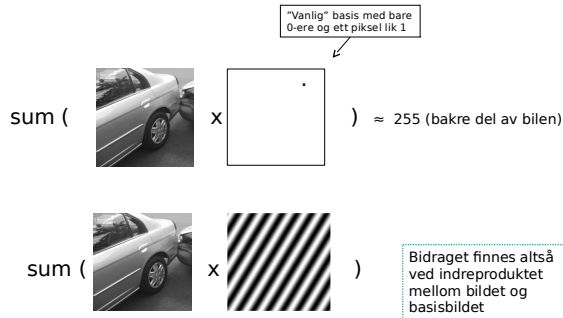 ”Vanlig” basis med bare
0-ere og ett piksel lik 1
sum ( x ) ≈ 255 (bakre del av bilen)
sum ( x )
Bidraget finnes altså
ved indreproduktet
mellom bildet og
basisbildet